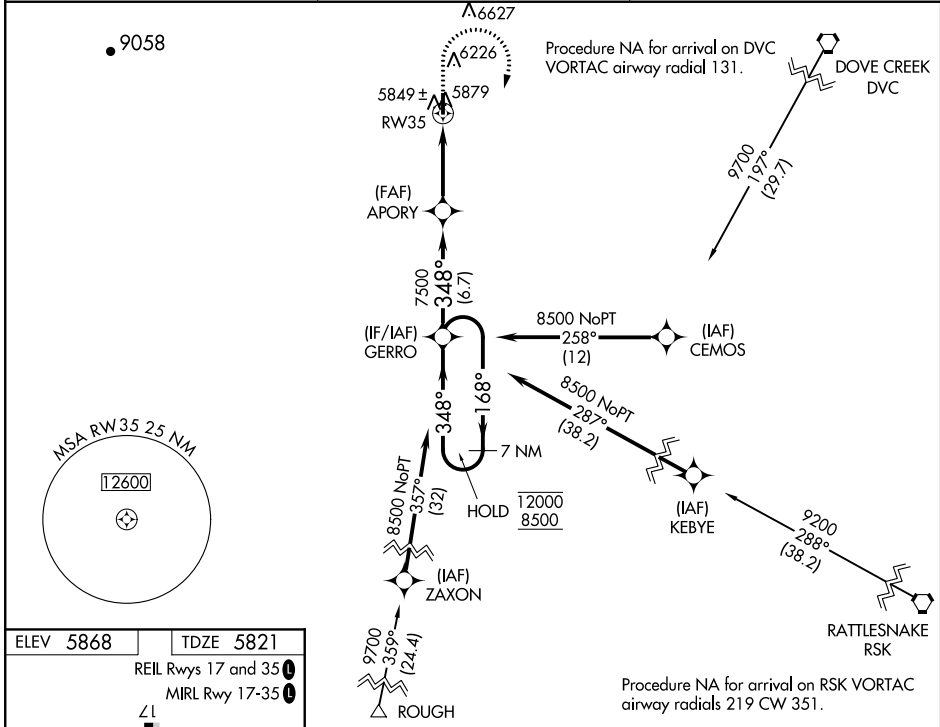 6627
9058
6226
Procedure NA for arrival on DVC
VORTAC airway radial 131.
DOVE CREEK
DVC
5849 ±
5879
RW35
9700
197°
(29.7)
(FAF)
APORY
7500
348°
(6.7)
(IF/IAF)
GERRO
8500 NoPT
258°
(12)
(IAF)
CEMOS
348°
168°
8500 NoPT
287°
(38.2)
7 NM
MSA RW35 25 NM
12600
HOLD
12000
8500
8500 NoPT
357°
(32)
(IAF)
KEBYE
9200
288°
(38.2)
(IAF)
ZAXON
RATTLESNAKE
RSK
ELEV 5868
TDZE 5821
REIL Rwys 17 and 35 L
MIRL Rwy 17-35 L
17
9700
359°
(24.4)
ROUGH
Procedure NA for arrival on RSK VORTAC
airway radials 219 CW 351.